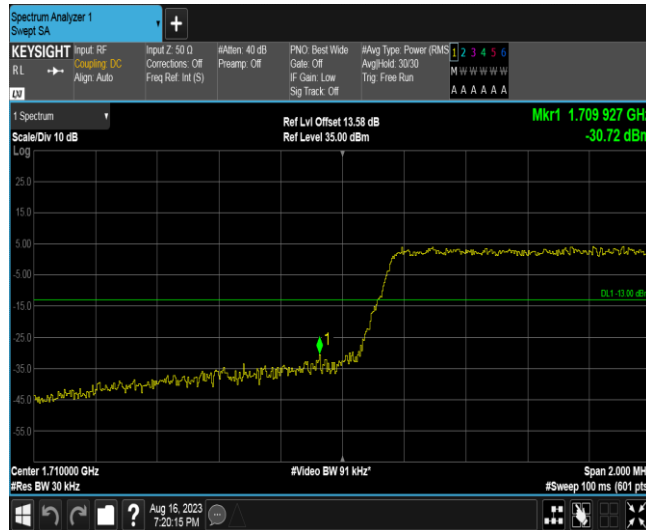 Spectrum Analyzer 1
Swept SA
+
KEYSIGHT
R L
LXI
Input: RF
Coupling: DC
Align: Auto
Input Z: 50 Ω
Corrections: Off
Freq Ref: Int (S)
#Atten: 40 dB
Preamp: Off
PNO: Best Wide
Gate: Off
IF Gain: Low
Sig Track: Off
#Avg Type: Power (RMS
Avg|Hold: 30/30
Trig: Free Run
1 2 3 4 5 6
M W W W W W
A A A A A A
1 Spectrum
Scale/Div 10 dB
Log
Ref Lvl Offset 13.58 dB
Ref Level 35.00 dBm
Mkr1 1.709 927 GHz
-30.72 dBm
25.0
15.0
5.00
-5.00
-15.0
-25.0
-35.0
-45.0
-55.0
DL1 -13.00 dBm
1
Center 1.710000 GHz
#Res BW 30 kHz
#Video BW 91 kHz*
Span 2.000 MH
#Sweep 100 ms (601 pts
?
Aug 16, 2023
7:20:15 PM